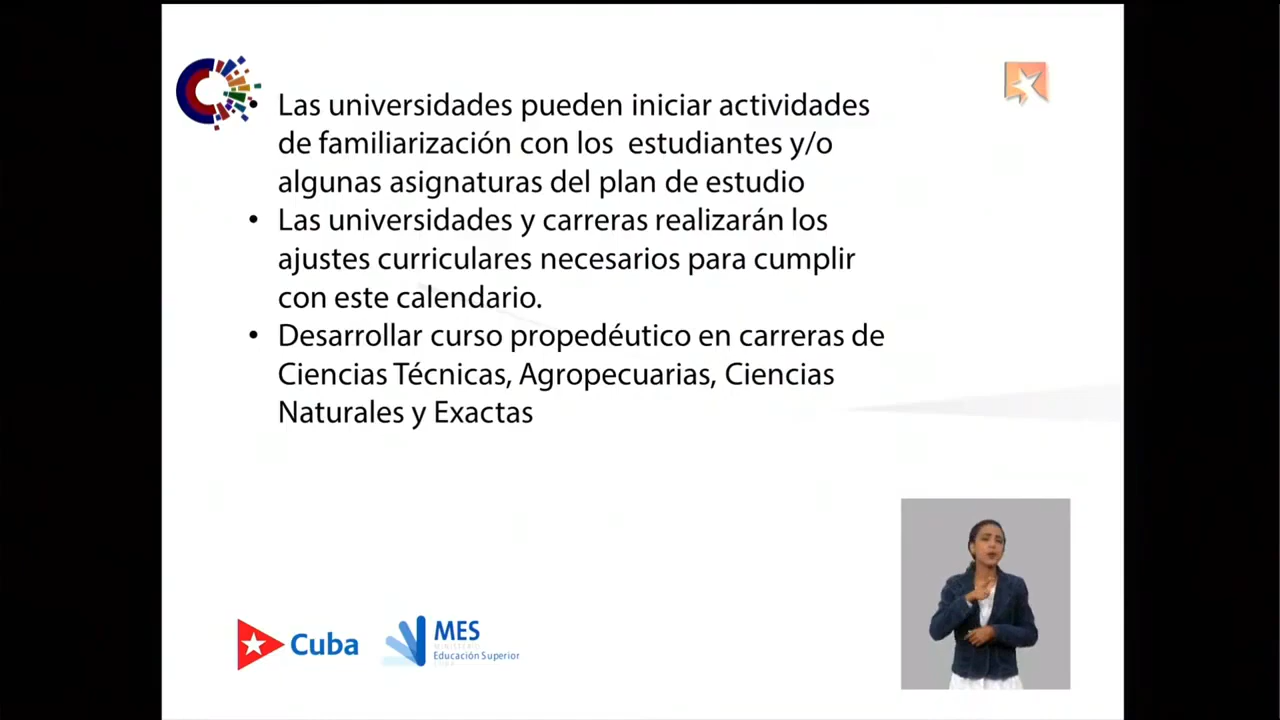 • Las universidades pueden iniciar actividades
de familiarización con los  estudiantes y/o
algunas asignaturas del plan de estudio
• Las universidades y carreras realizarán los
ajustes curriculares necesarios para cumplir
con este calendario.
• Desarrollar curso propedéutico en carreras de
Ciencias Técnicas, Agropecuarias, Ciencias
Naturales y Exactas
Cuba
MES
MINISTERIO
Educación Superior
CUBA